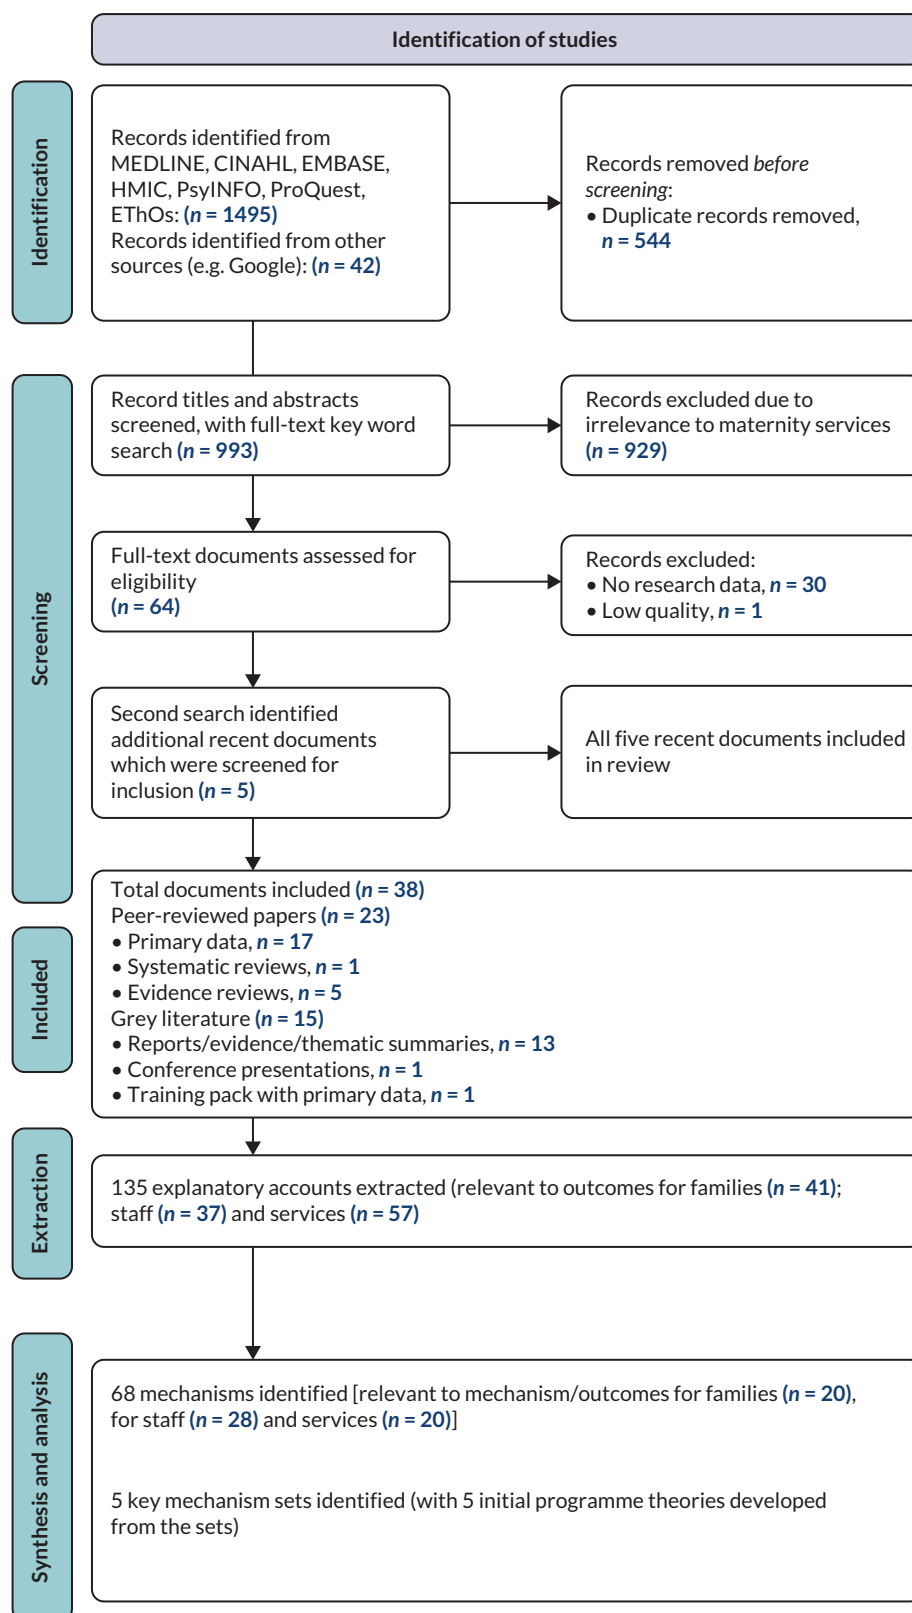 Identification of studies
Identification
Records identified from
MEDLINE, CINAHL, EMBASE,
HMIC, PsyINFO, ProQuest,
EThOs: (n = 1495)
Records identified from other
sources (e.g. Google): (n = 42)
Records removed before
screening:
• Duplicate records removed,
n = 544
Screening
Record titles and abstracts
screened, with full-text key word
search (n = 993)
Records excluded due to
irrelevance to maternity services
(n = 929)
Full-text documents assessed for
eligibility
(n = 64)
Records excluded:
• No research data, n = 30
• Low quality, n = 1
Second search identified
additional recent documents
which were screened for
inclusion (n = 5)
All five recent documents included
in review
Included
Total documents included (n = 38)
Peer-reviewed papers (n = 23)
• Primary data, n = 17
• Systematic reviews, n = 1
• Evidence reviews, n = 5
Grey literature (n = 15)
• Reports/evidence/thematic summaries, n = 13
• Conference presentations, n = 1
• Training pack with primary data, n = 1
Extraction
135 explanatory accounts extracted (relevant to outcomes for families (n = 41);
staff (n = 37) and services (n = 57)
Synthesis and analysis
68 mechanisms identified [relevant to mechanism/outcomes for families (n = 20),
for staff (n = 28) and services (n = 20)]
5 key mechanism sets identified (with 5 initial programme theories developed
from the sets)